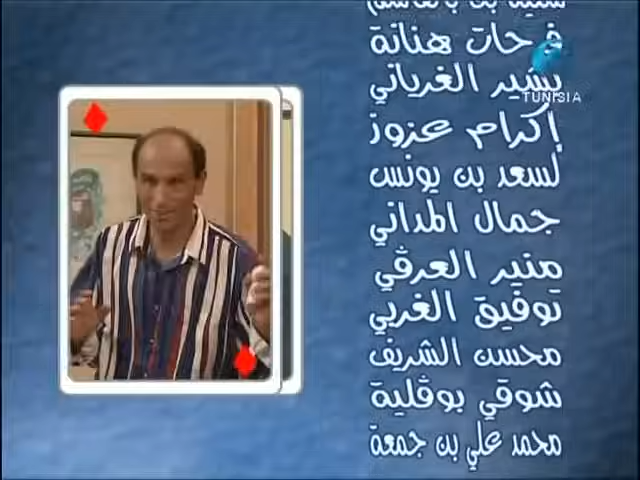 فرحات هنانة
بشير الغرياني
TUNISIA
إكرام عزوز
لسعد بن يونس
جمال المداني
منير العرقي
توفيق الغربي
محسن الشريف
شوقي بوقلية
محمد علي بن جمعة